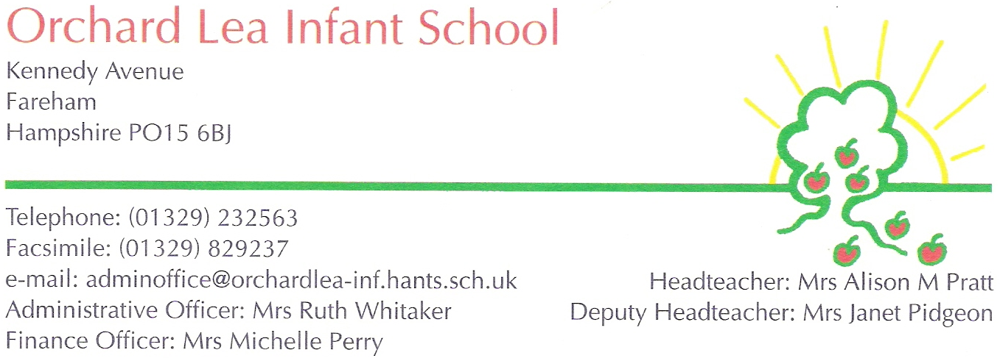 Orchard Lea Infant School
Kennedy Avenue
Fareham
Hampshire PO15 6BJ
Telephone: (01329) 232563
Facsimile: (01329) 829237
e-mail: adminoffice@orchardlea-inf.hants.sch.uk
Administrative Officer: Mrs Ruth Whitaker
Finance Officer: Mrs Michelle Perry
Headteacher: Mrs Alison M Pratt
Deputy Headteacher: Mrs Janet Pidgeon